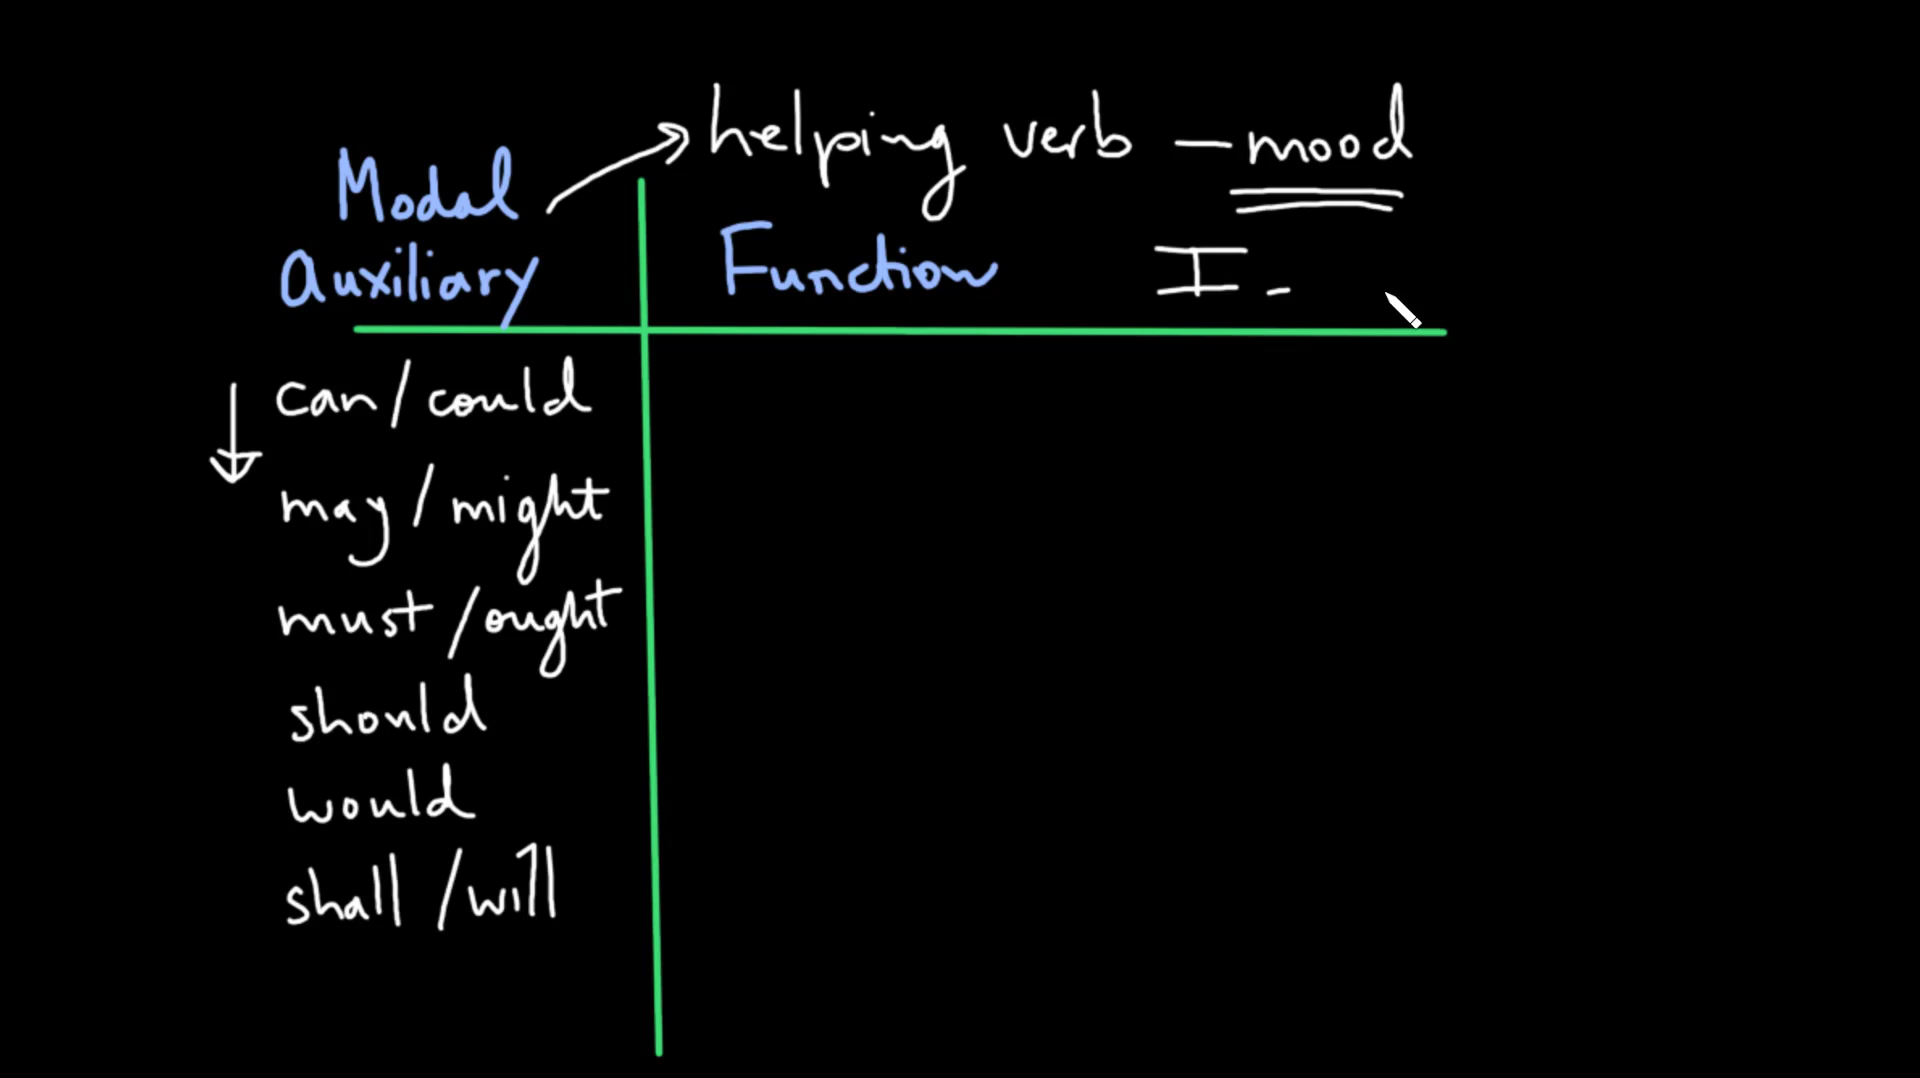 helping verb - mood
Modal
Auxiliary
Function
I -
can/could
may/might
must/ought
should
would
shall/will